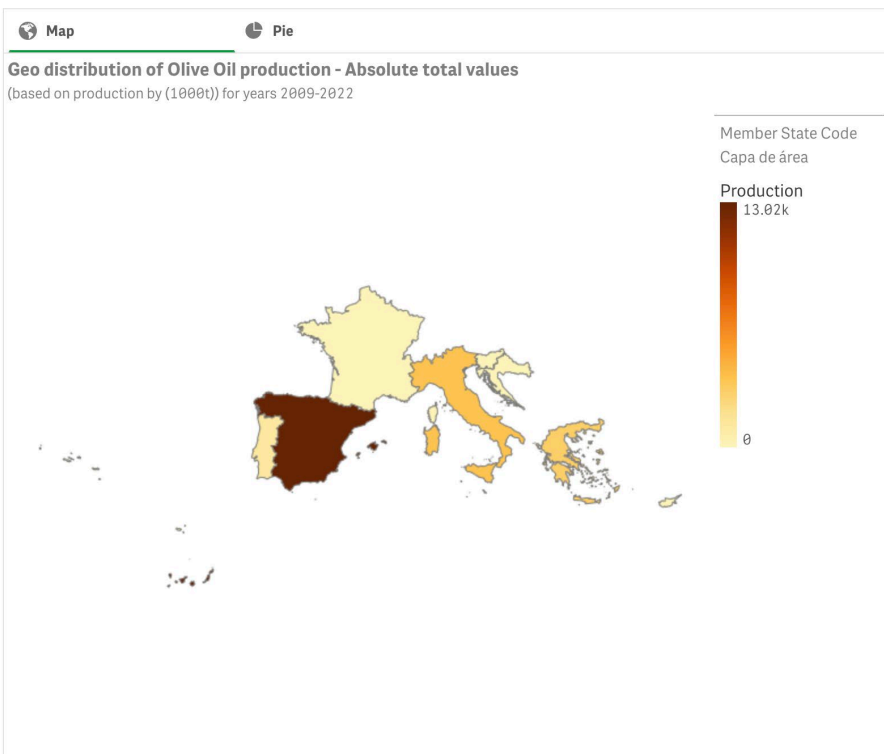 Map
Pie
Geo distribution of Olive Oil production - Absolute total values
(based on production by (1000t)) for years 2009-2022
Member State Code
Capa de área
Production
13.02k
0